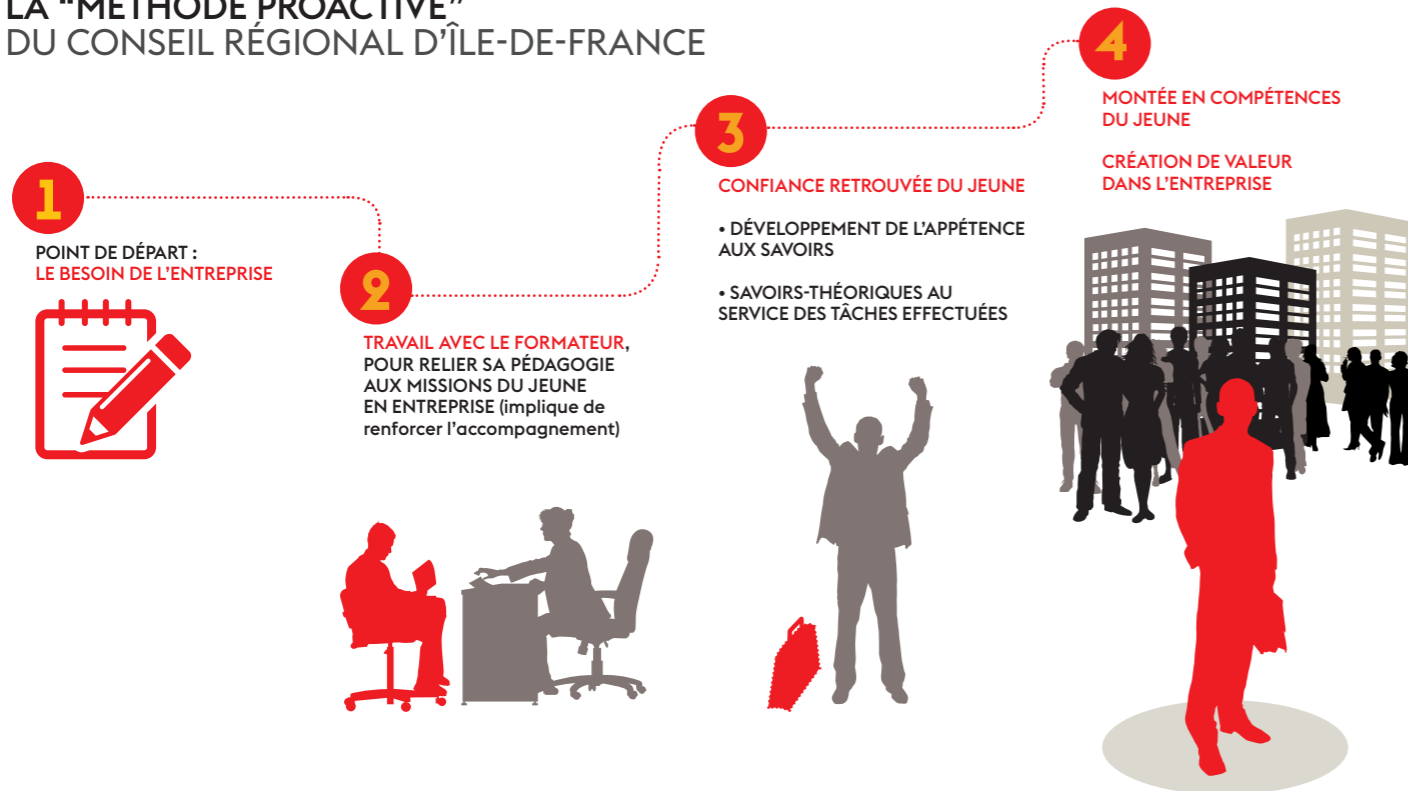 LA “MÉTHODE PROACTIVE”
DU CONSEIL RÉGIONAL D’ÎLE-DE-FRANCE
1
POINT DE DÉPART :
LE BESOIN DE L’ENTREPRISE
2
TRAVAIL AVEC LE FORMATEUR,
POUR RELIER SA PÉDAGOGIE
AUX MISSIONS DU JEUNE
EN ENTREPRISE (implique de
renforcer l’accompagnement)
3
CONFIANCE RETROUVÉE DU JEUNE
• DÉVELOPPEMENT DE L’APPÉTENCE
AUX SAVOIRS
• SAVOIRS-THÉORIQUES AU
SERVICE DES TÂCHES EFFECTUÉES
4
MONTÉE EN COMPÉTENCES
DU JEUNE
CRÉATION DE VALEUR
DANS L’ENTREPRISE